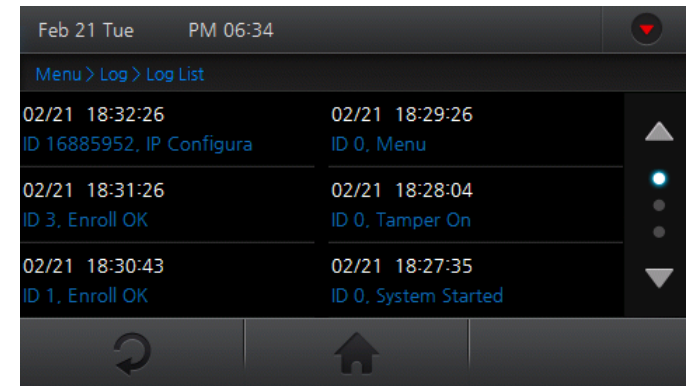 Feb 21 Tue PM 06:34
Menu > Log > Log List
02/21 18:32:26
ID 16885952, IP Configura
02/21 18:31:26
ID 3, Enroll OK
02/21 18:30:43
ID 1, Enroll OK
02/21 18:29:26
ID 0, Menu
02/21 18:28:04
ID 0, Tamper On
02/21 18:27:35
ID 0, System Started